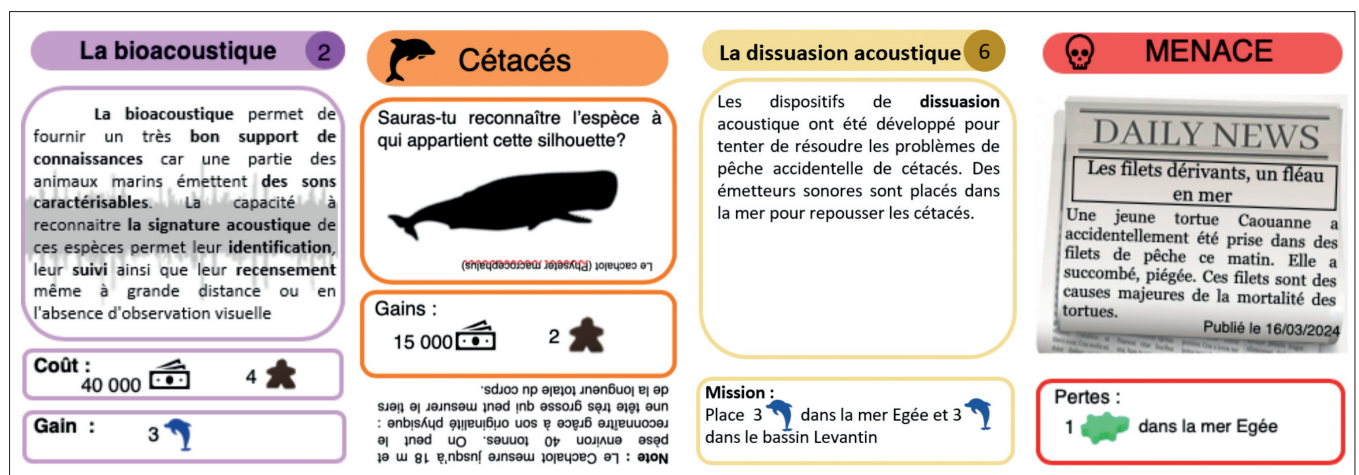 La bioacoustique 2
La bioacoustique permet de
fournir un très bon support de
connaissances car une partie des
animaux marins émettent des sons
caractérisables. La capacité à
reconnaitre la signature acoustique de
ces espèces permet leur identification,
leur suivi ainsi que leur recensement
même à grande distance ou en
l'absence d'observation visuelle
Coût :
40 000 4
Gain : 3
Cétacés
Sauras-tu reconnaître l'espèce à
qui appartient cette silhouette?
Le cachalot (Physeter macrocephalus)
Gains :
15 000 2
Note : Le Cachalot mesure jusqu'à 18 m et
pèse environ 40 tonnes. On peut le
reconnaitre grâce à son originalité physique :
une tête très grosse qui peut mesurer le tiers
de la longueur totale du corps.
La dissuasion acoustique 6
Les dispositifs de dissuasion
acoustique ont été développé pour
tenter de résoudre les problèmes de
pêche accidentelle de cétacés. Des
émetteurs sonores sont placés dans
la mer pour repousser les cétacés.
Mission :
Place 3 dans la mer Egée et 3
dans le bassin Levantin
MENACE
DAILY NEWS
Les filets dérivants, un fléau
en mer
Une jeune tortue Caouanne a
accidentellement été prise dans des
filets de pêche ce matin. Elle a
succombé, piégée. Ces filets sont des
causes majeures de la mortalité des
tortues.
Publié le 16/03/2024
Pertes :
1 dans la mer Egée